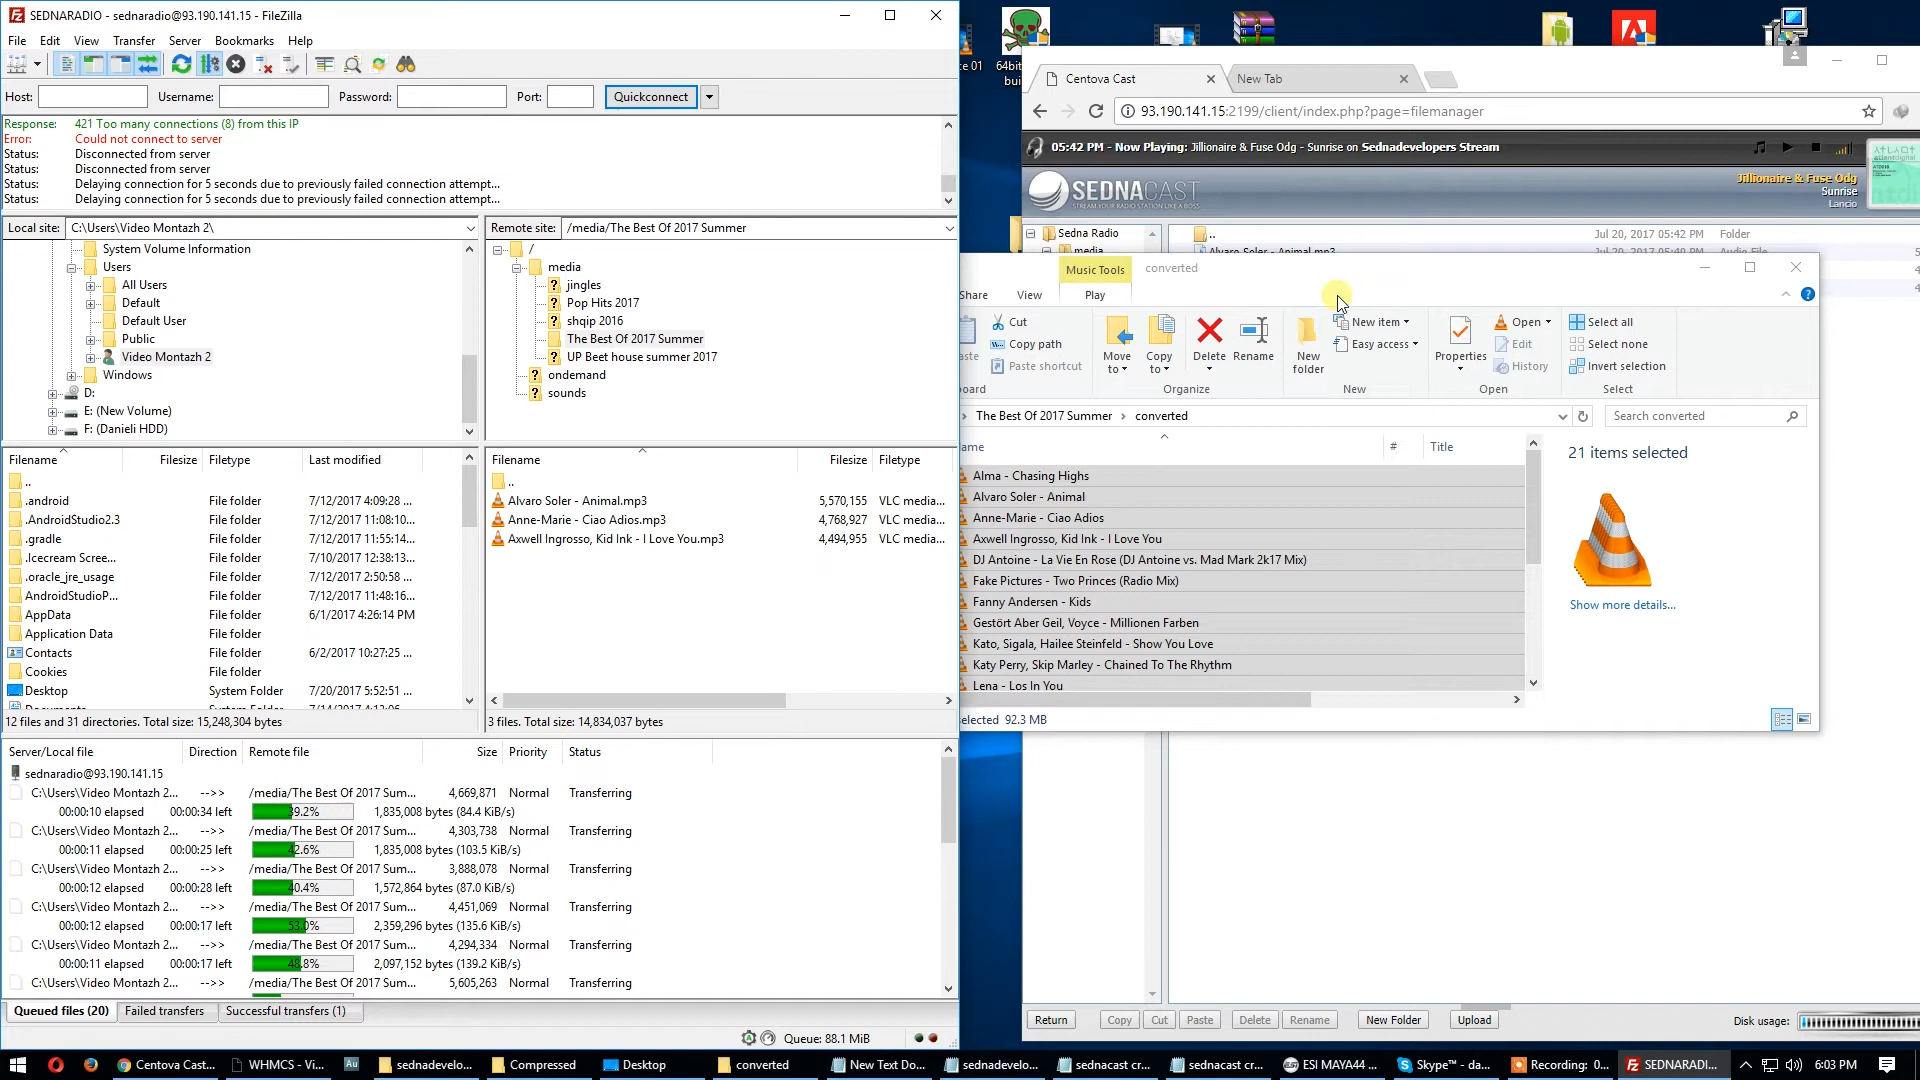 SEDNARADIO - sednaradio@93.190.141.15 - FileZilla
File Edit View Transfer Server Bookmarks Help
Host: Username: Password: Port: Quickconnect
Response: 421 Too many connections (8) from this IP
Error: Could not connect to server
Status: Disconnected from server
Status: Disconnected from server
Status: Delaying connection for 5 seconds due to previously failed connection attempt...
Status: Delaying connection for 5 seconds due to previously failed connection attempt...
Local site: C:\Users\Video Montazh 2\
System Volume Information
Users
All Users
Default
Default User
Public
Video Montazh 2
Windows
D:
E: (New Volume)
F: (Danieli HDD)
Remote site: /media/The Best Of 2017 Summer
/
media
jingles
Pop Hits 2017
shqip 2016
The Best Of 2017 Summer
UP Beet house summer 2017
ondemand
sounds
Filename Filesize Filetype Last modified
..
.android File folder 7/12/2017 4:09:28 ...
.AndroidStudio2.3 File folder 7/12/2017 11:08:10...
.gradle File folder 7/12/2017 11:55:14...
.Icecream Scree... File folder 7/10/2017 12:38:13...
.oracle_jre_usage File folder 7/12/2017 2:50:58 ...
AndroidStudioP... File folder 7/12/2017 11:48:16...
AppData File folder 6/1/2017 4:26:14 PM
Application Data File folder
Contacts File folder 6/2/2017 10:27:25 ...
Cookies File folder
Desktop System Folder 7/20/2017 5:52:51 ...
12 files and 31 directories. Total size: 15,248,304 bytes
Filename Filesize Filetype
..
Alvaro Soler - Animal.mp3 5,570,155 VLC media...
Anne-Marie - Ciao Adios.mp3 4,768,927 VLC media...
Axwell Ingrosso, Kid Ink - I Love You.mp3 4,494,955 VLC media...
3 files. Total size: 14,834,037 bytes
Server/Local file Direction Remote file Size Priority Status
sednaradio@93.190.141.15
C:\Users\Video Montazh 2... -->> /media/The Best Of 2017 Sum... 4,669,871 Normal Transferring
00:00:10 elapsed 00:00:34 left 39.2% 1,835,008 bytes (84.4 KiB/s)
C:\Users\Video Montazh 2... -->> /media/The Best Of 2017 Sum... 4,303,738 Normal Transferring
00:00:11 elapsed 00:00:25 left 42.6% 1,835,008 bytes (103.5 KiB/s)
C:\Users\Video Montazh 2... -->> /media/The Best Of 2017 Sum... 3,888,078 Normal Transferring
00:00:12 elapsed 00:00:28 left 40.4% 1,572,864 bytes (87.0 KiB/s)
C:\Users\Video Montazh 2... -->> /media/The Best Of 2017 Sum... 4,451,069 Normal Transferring
00:00:12 elapsed 00:00:17 left 53.0% 2,359,296 bytes (135.6 KiB/s)
C:\Users\Video Montazh 2... -->> /media/The Best Of 2017 Sum... 4,294,334 Normal Transferring
00:00:11 elapsed 00:00:17 left 48.8% 2,097,152 bytes (139.2 KiB/s)
C:\Users\Video Montazh 2... -->> /media/The Best Of 2017 Sum... 5,605,263 Normal Transferring
Queued files (20) Failed transfers Successful transfers (1)
Queue: 88.1 MiB
64bit
Centova Cast New Tab
93.190.141.15:2199/client/index.php?page=filemanager
05:42 PM - Now Playing: Jillionaire & Fuse Odg - Sunrise on Sednadevelopers Stream
SEDNACAST
STREAM YOUR RADIO STATION LIKE A BOSS
Jillionaire & Fuse Odg
Sunrise
Lancio
Sedna Radio
media
.. Jul 20, 2017 05:42 PM Folder
Alvaro Soler - Animal.mp3 Jul 20, 2017 05:40 PM Audio File
Music Tools converted
Share View Play
Cut
Copy path
Paste shortcut
Move to
Copy to
Delete
Rename
Organize
New folder
New item
Easy access
New
Properties
Open
Edit
History
Open
Select all
Select none
Invert selection
Select
The Best Of 2017 Summer > converted Search converted
# Title
Alma - Chasing Highs
Alvaro Soler - Animal
Anne-Marie - Ciao Adios
Axwell Ingrosso, Kid Ink - I Love You
DJ Antoine - La Vie En Rose (DJ Antoine vs. Mad Mark 2k17 Mix)
Fake Pictures - Two Princes (Radio Mix)
Fanny Andersen - Kids
Gestört Aber Geil, Voyce - Millionen Farben
Kato, Sigala, Hailee Steinfeld - Show You Love
Katy Perry, Skip Marley - Chained To The Rhythm
Lena - Los In You
21 items selected
Show more details...
selected 92.3 MB
Return Copy Cut Paste Delete Rename New Folder Upload Disk usage:
Centova Cast... WHMCS - Vi... Au sednadevelo... Compressed Desktop converted New Text Do... sednadevelo... sednacast cr... sednacast cr... ESI MAYA44 ... Skype™ - da... Recording: 0... SEDNARADI... 6:03 PM